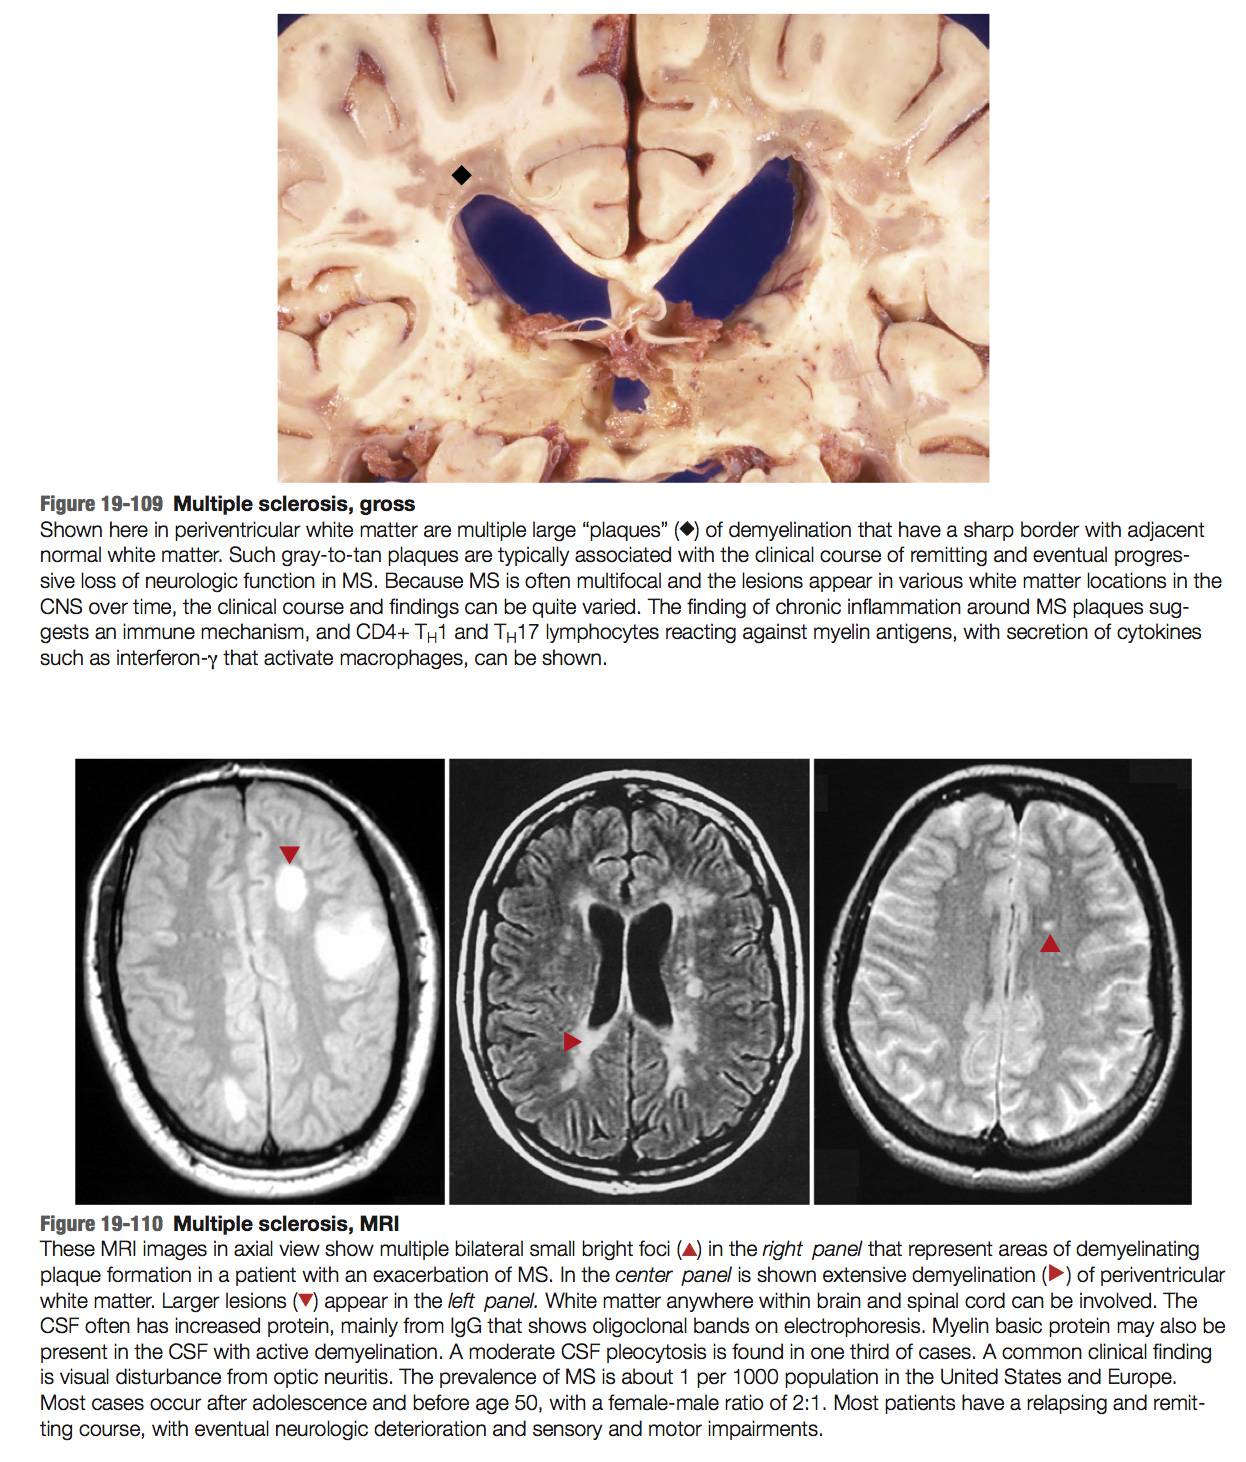 Figure 19-109 Multiple sclerosis, gross
Shown here in periventricular white matter are multiple large “plaques” (◆) of demyelination that have a sharp border with adjacent
normal white matter. Such gray-to-tan plaques are typically associated with the clinical course of remitting and eventual progres-
sive loss of neurologic function in MS. Because MS is often multifocal and the lesions appear in various white matter locations in the
CNS over time, the clinical course and findings can be quite varied. The finding of chronic inflammation around MS plaques sug-
gests an immune mechanism, and CD4+ TH1 and TH17 lymphocytes reacting against myelin antigens, with secretion of cytokines
such as interferon-γ that activate macrophages, can be shown.
Figure 19-110 Multiple sclerosis, MRI
These MRI images in axial view show multiple bilateral small bright foci (▲) in the right panel that represent areas of demyelinating
plaque formation in a patient with an exacerbation of MS. In the center panel is shown extensive demyelination (▶) of periventricular
white matter. Larger lesions (▼) appear in the left panel. White matter anywhere within brain and spinal cord can be involved. The
CSF often has increased protein, mainly from IgG that shows oligoclonal bands on electrophoresis. Myelin basic protein may also be
present in the CSF with active demyelination. A moderate CSF pleocytosis is found in one third of cases. A common clinical finding
is visual disturbance from optic neuritis. The prevalence of MS is about 1 per 1000 population in the United States and Europe.
Most cases occur after adolescence and before age 50, with a female-male ratio of 2:1. Most patients have a relapsing and remit-
ting course, with eventual neurologic deterioration and sensory and motor impairments.